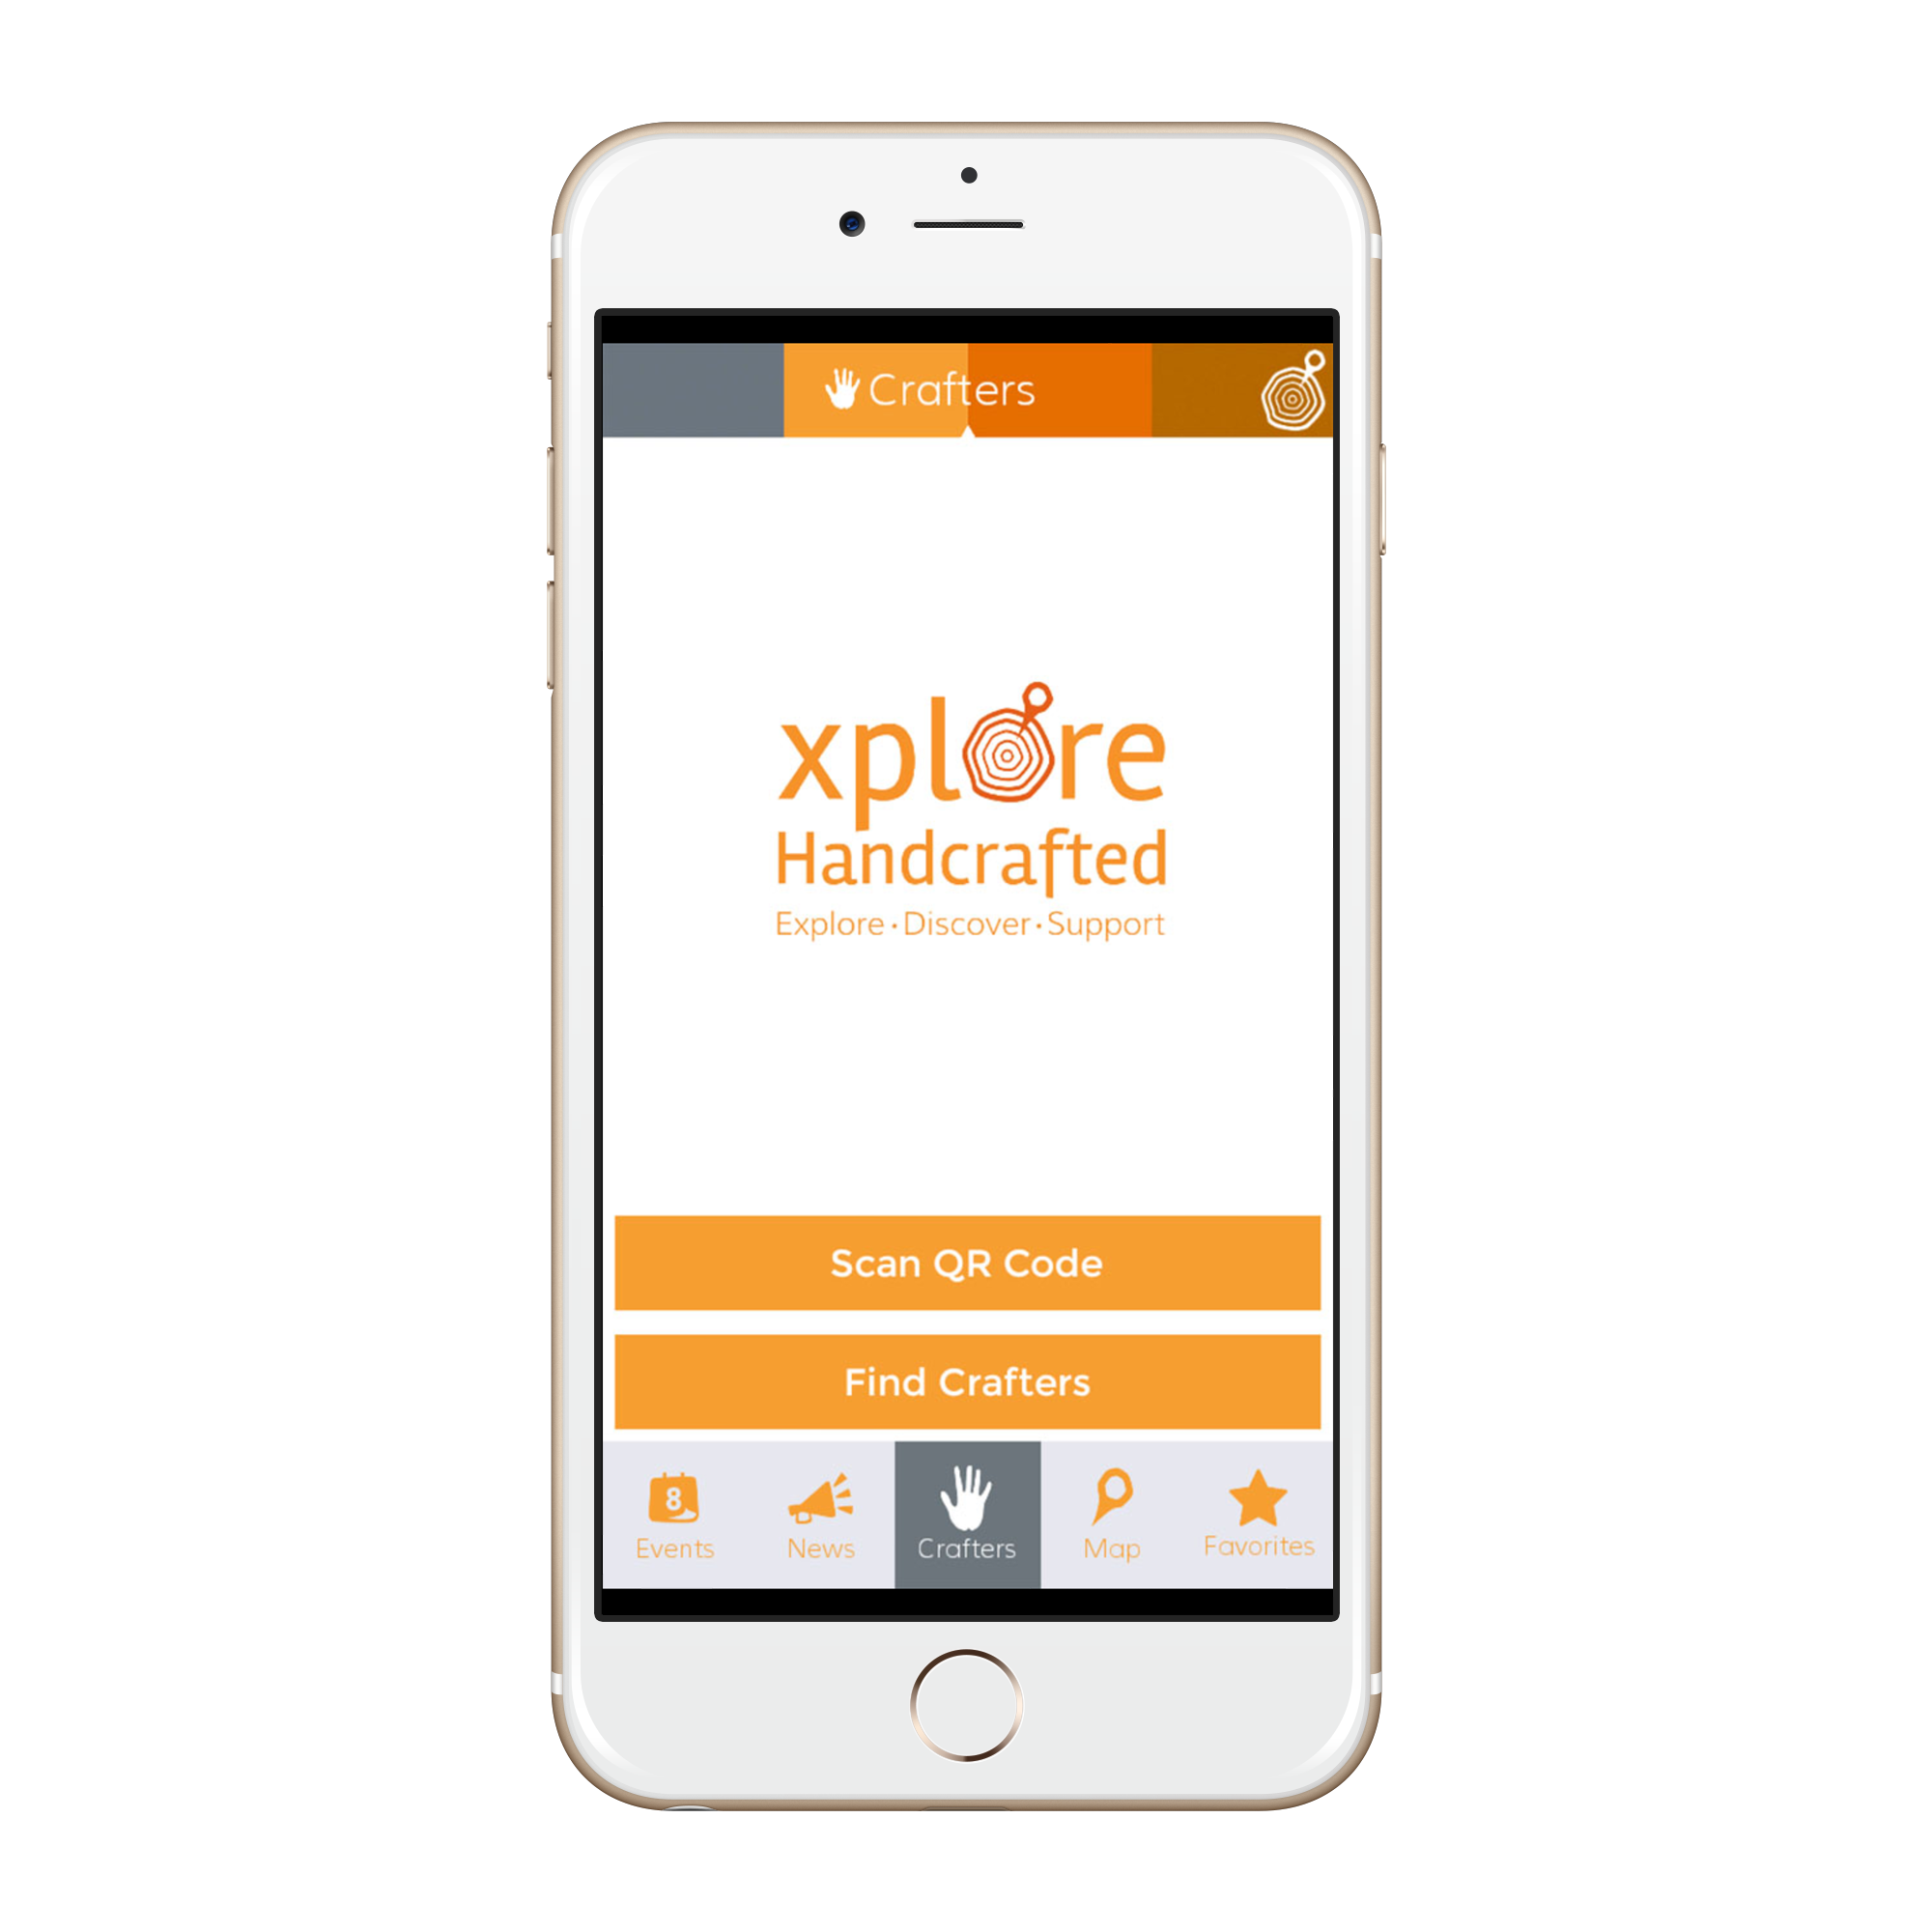 Crafters
xplore
Handcrafted
Explore · Discover · Support
Scan QR Code
Find Crafters
8
Events
News
Crafters
Map
Favorites